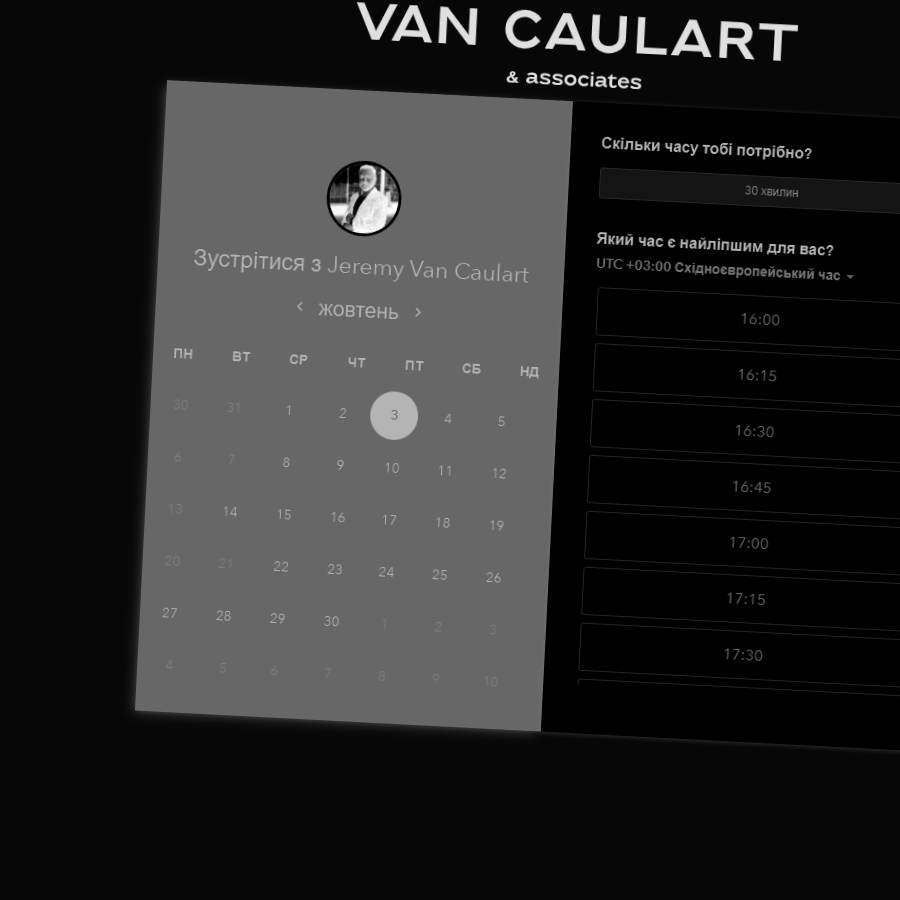 VAN CAULART
& associates
Зустрітися з Jeremy Van Caulart
‹ жовтень ›
ПН ВТ СР ЧТ ПТ СБ НД
30 31 1 2 3 4 5
6 7 8 9 10 11 12
13 14 15 16 17 18 19
20 21 22 23 24 25 26
27 28 29 30 1 2 3
4 5 6 7 8 9 10
Скільки часу тобі потрібно?
30 хвилин
Який час є найліпшим для вас?
UTC +03:00 Східноєвропейський час
16:00
16:15
16:30
16:45
17:00
17:15
17:30